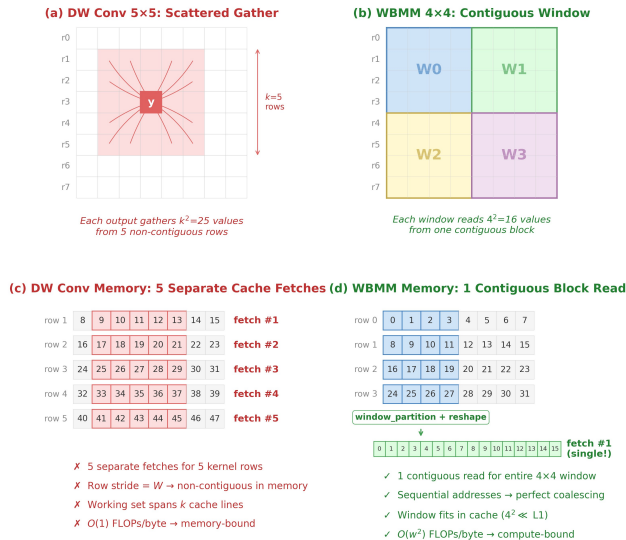 (a) DW Conv 5×5: Scattered Gather
r0
r1
r2
r3
r4
r5
r6
r7
y
k=5
rows
Each output gathers k²=25 values
from 5 non-contiguous rows
(b) WBMM 4×4: Contiguous Window
r0
r1
r2
r3
r4
r5
r6
r7
W0 W1
W2 W3
Each window reads 4²=16 values
from one contiguous block
(c) DW Conv Memory: 5 Separate Cache Fetches
row 1 8 9 10 11 12 13 14 15 fetch #1
row 2 16 17 18 19 20 21 22 23 fetch #2
row 3 24 25 26 27 28 29 30 31 fetch #3
row 4 32 33 34 35 36 37 38 39 fetch #4
row 5 40 41 42 43 44 45 46 47 fetch #5
✗ 5 separate fetches for 5 kernel rows
✗ Row stride = W → non-contiguous in memory
✗ Working set spans k cache lines
✗ O(1) FLOPs/byte → memory-bound
(d) WBMM Memory: 1 Contiguous Block Read
row 0 0 1 2 3 4 5 6 7
row 1 8 9 10 11 12 13 14 15
row 2 16 17 18 19 20 21 22 23
row 3 24 25 26 27 28 29 30 31
window_partition + reshape
0 1 2 3 4 5 6 7 8 9 10 11 12 13 14 15 fetch #1
(single!)
✓ 1 contiguous read for entire 4×4 window
✓ Sequential addresses → perfect coalescing
✓ Window fits in cache (4² ≪ L1)
✓ O(w²) FLOPs/byte → compute-bound